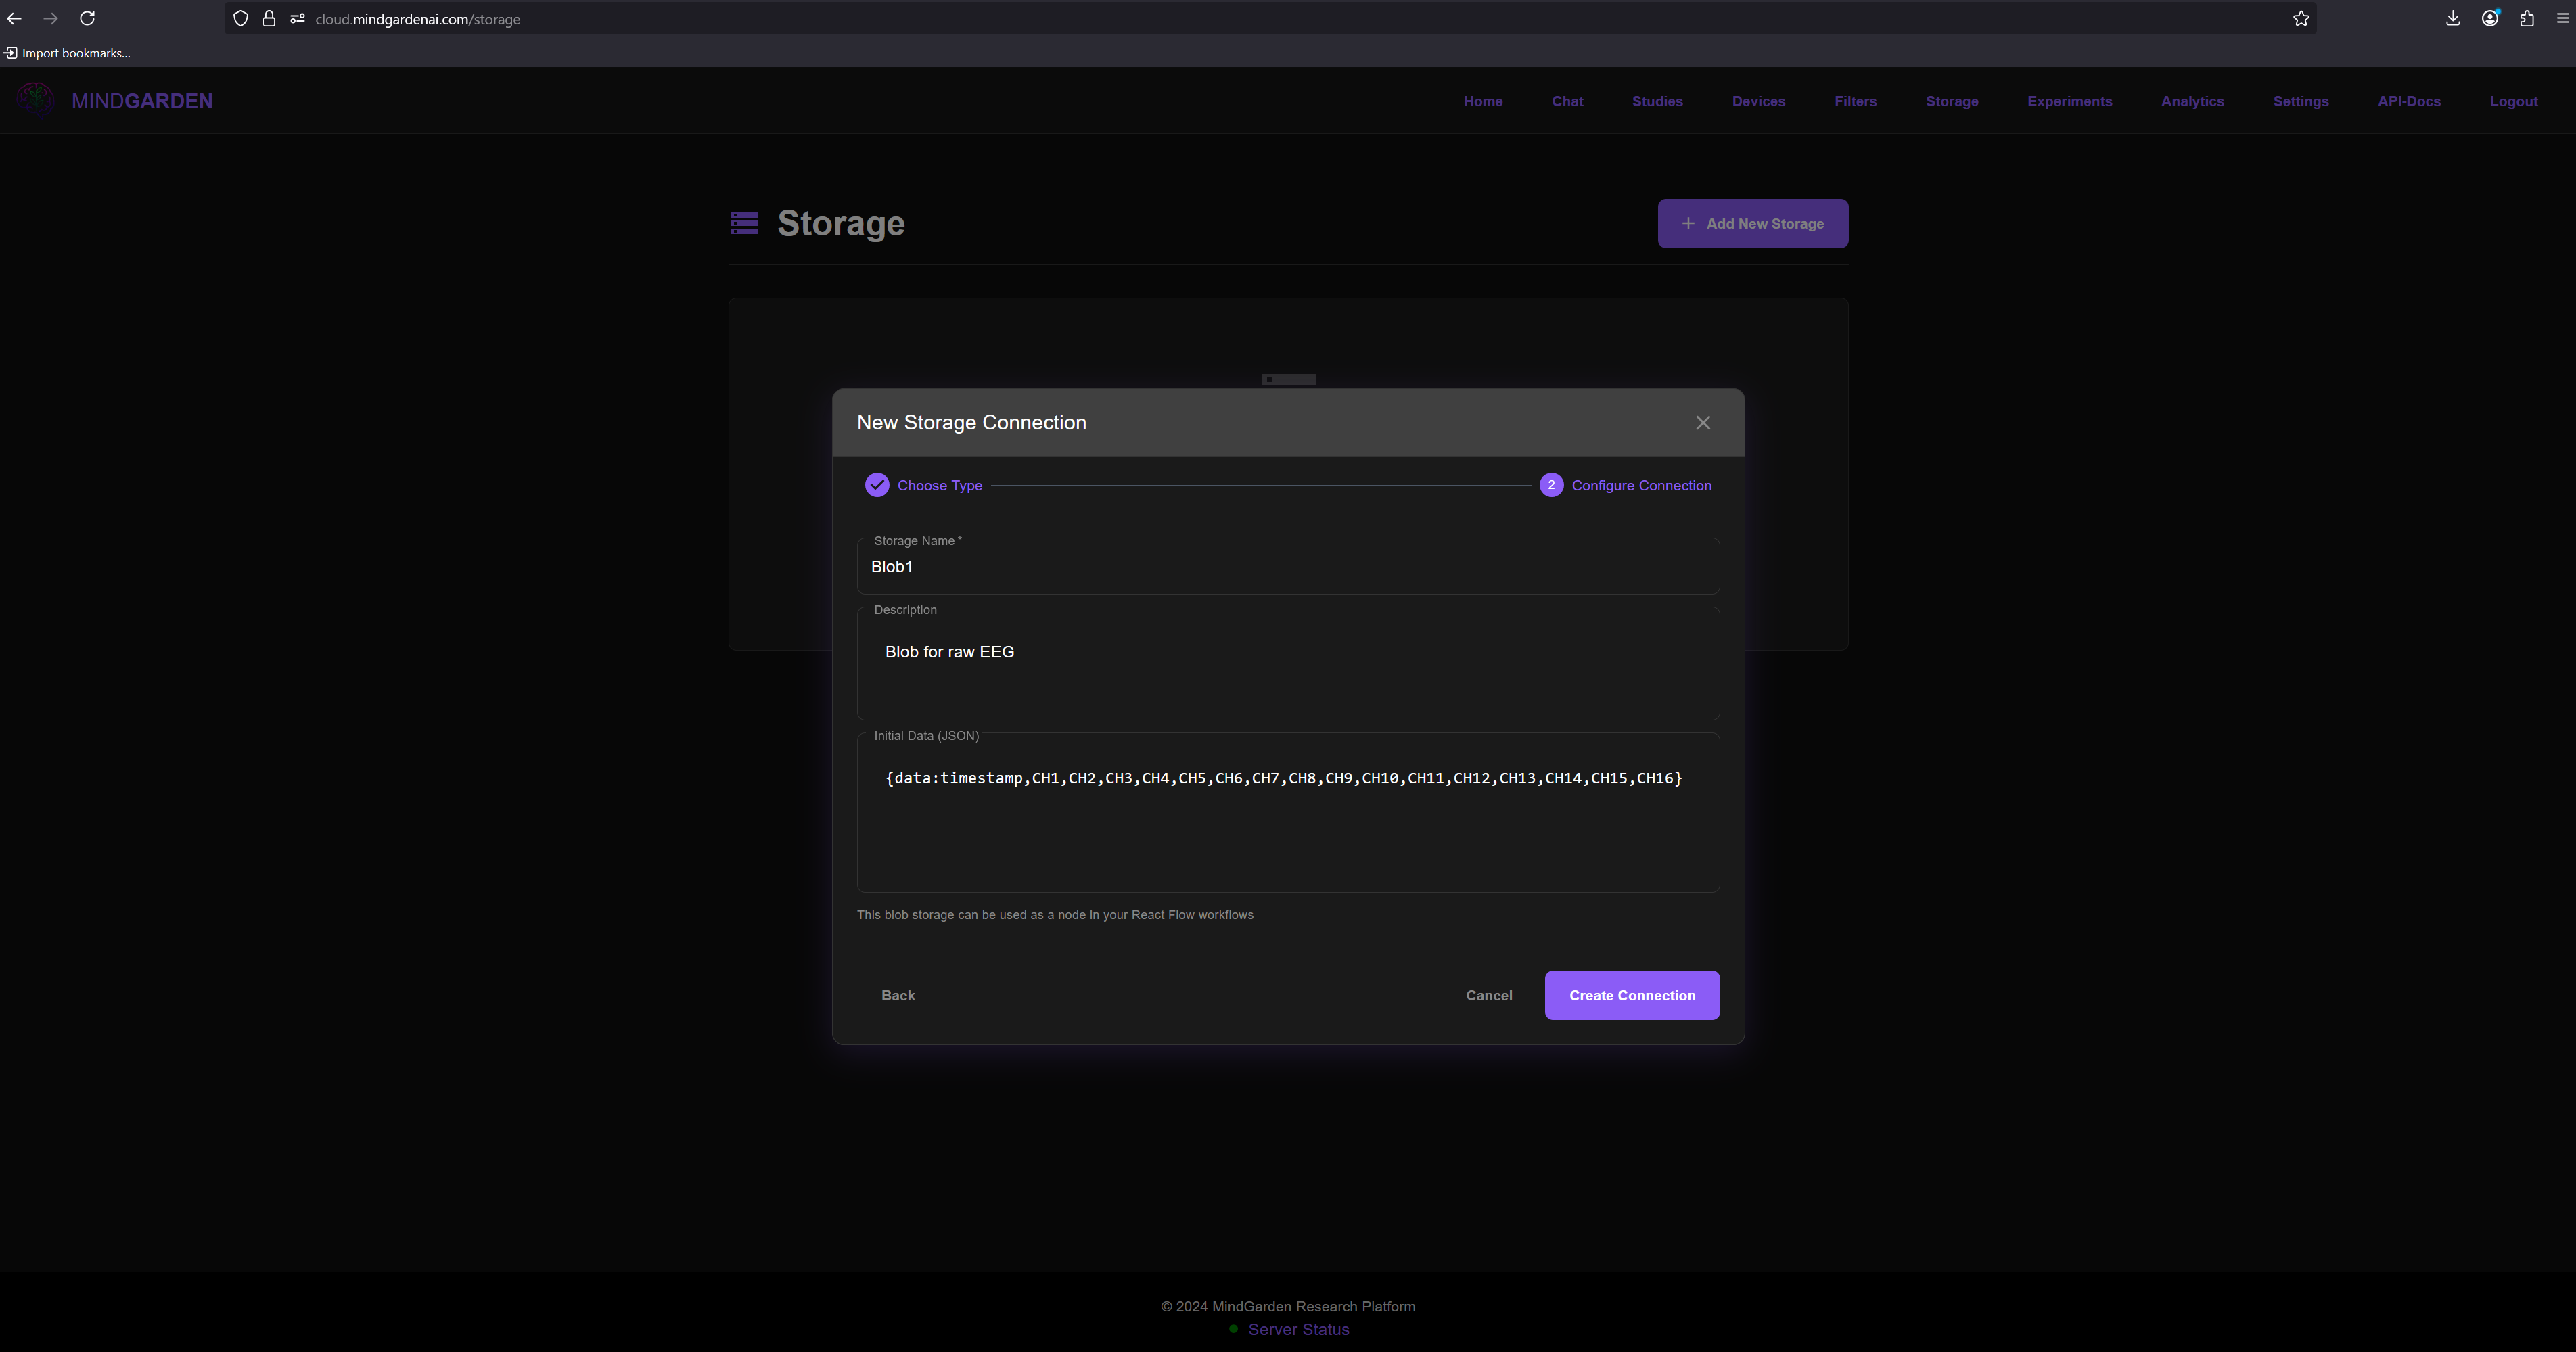 cloud.mindgardenai.com/storage
Import bookmarks...
MINDGARDEN
Home Chat Studies Devices Filters Storage Experiments Analytics Settings API-Docs Logout
Storage
+ Add New Storage
New Storage Connection
Choose Type
2 Configure Connection
Storage Name *
Blob1
Description
Blob for raw EEG
Initial Data (JSON)
{data:timestamp,CH1,CH2,CH3,CH4,CH5,CH6,CH7,CH8,CH9,CH10,CH11,CH12,CH13,CH14,CH15,CH16}
This blob storage can be used as a node in your React Flow workflows
Back
Cancel
Create Connection
© 2024 MindGarden Research Platform
Server Status